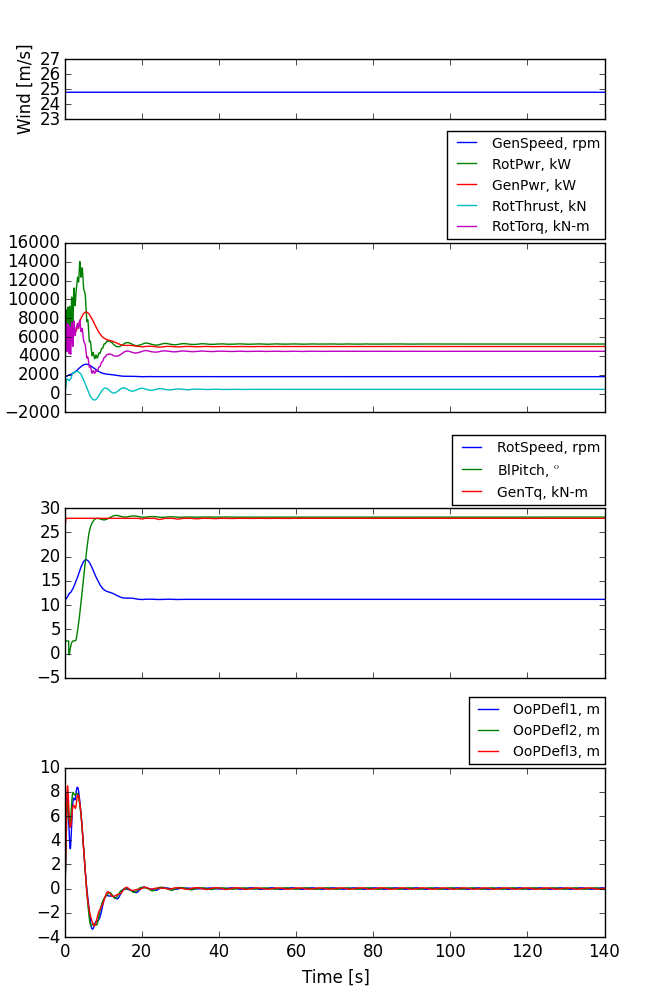 Wind [m/s]
27
26
25
24
23
GenSpeed, rpm
RotPwr, kW
GenPwr, kW
RotThrust, kN
RotTorq, kN-m
16000
14000
12000
10000
8000
6000
4000
2000
0
−2000
RotSpeed, rpm
BlPitch, °
GenTq, kN-m
30
25
20
15
10
5
0
−5
OoPDefl1, m
OoPDefl2, m
OoPDefl3, m
10
8
6
4
2
0
−2
−4
0 20 40 60 80 100 120 140
Time [s]